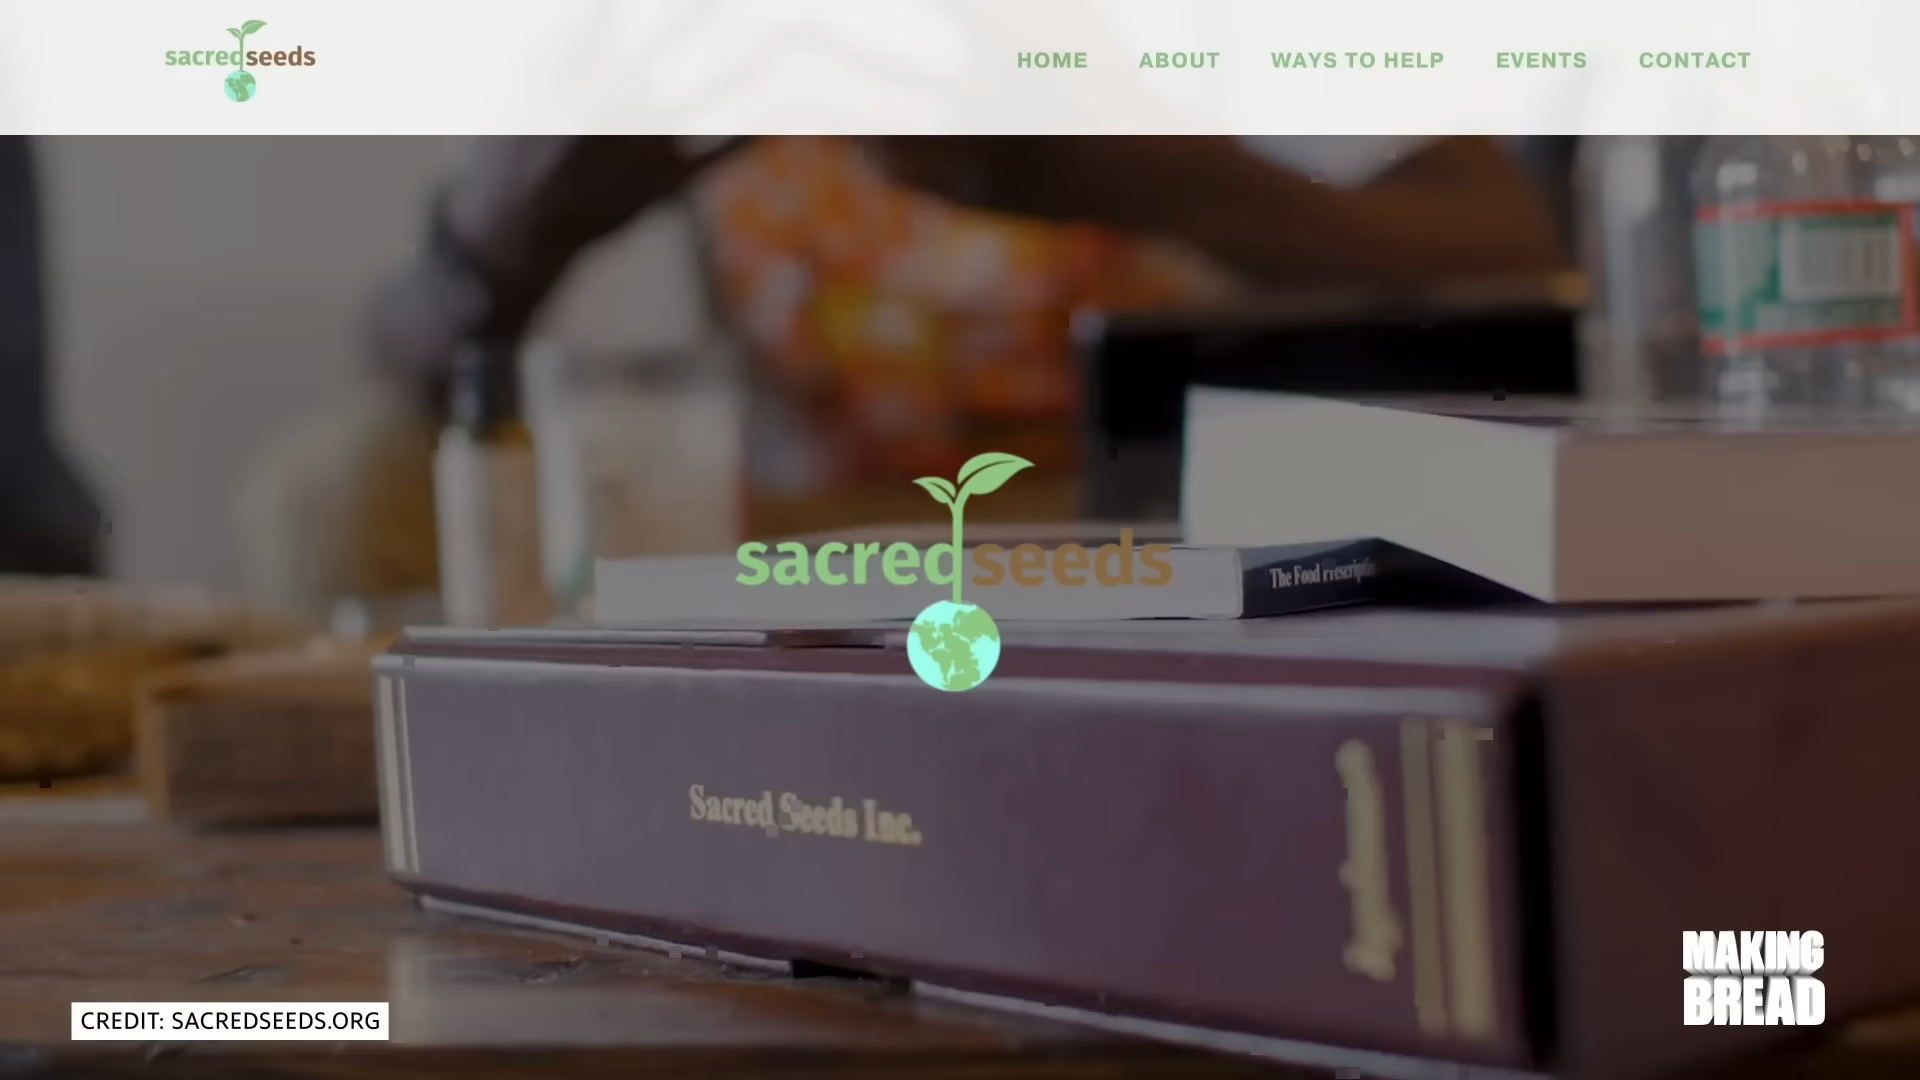 sacredseeds
HOME ABOUT WAYS TO HELP EVENTS CONTACT
sacredseeds
The Food Prescription
Sacred Seeds Inc.
MAKING
BREAD
CREDIT: SACREDSEEDS.ORG